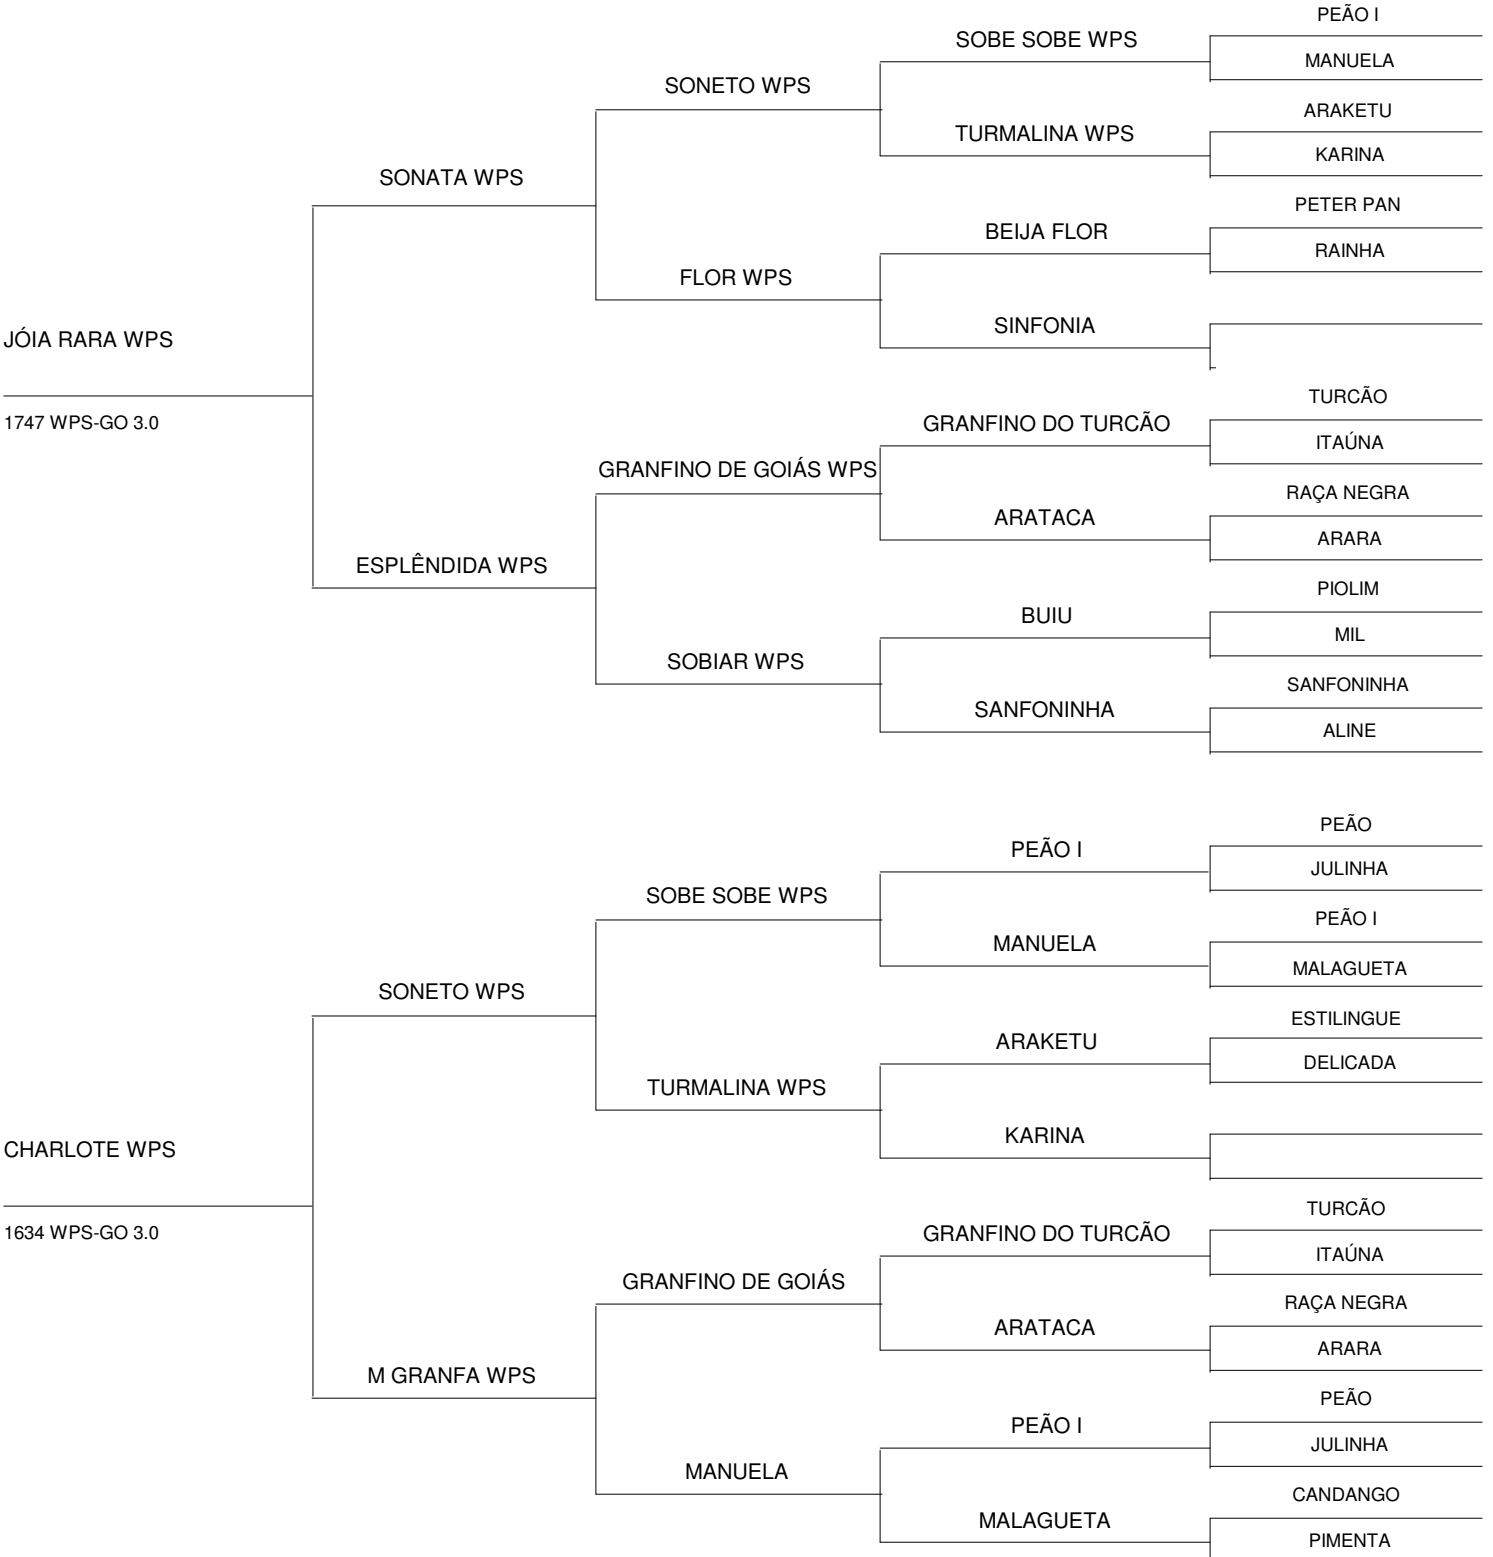 PEÃO I
SOBE SOBE WPS
MANUELA
SONETO WPS
ARAKETU
TURMALINA WPS
KARINA
SONATA WPS
PETER PAN
BEIJA FLOR
RAINHA
FLOR WPS
SINFONIA
JÓIA RARA WPS
TURCÃO
1747 WPS-GO 3.0
GRANFINO DO TURCÃO
ITAÚNA
GRANFINO DE GOIÁS WPS
RAÇA NEGRA
ARATACA
ARARA
ESPLÊNDIDA WPS
PIOLIM
BUIU
MIL
SOBIAR WPS
SANFONINHA
SANFONINHA
ALINE
PEÃO
PEÃO I
JULINHA
SOBE SOBE WPS
PEÃO I
MANUELA
MALAGUETA
SONETO WPS
ESTILINGUE
ARAKETU
DELICADA
TURMALINA WPS
KARINA
CHARLOTE WPS
TURCÃO
1634 WPS-GO 3.0
GRANFINO DO TURCÃO
ITAÚNA
GRANFINO DE GOIÁS
RAÇA NEGRA
ARATACA
ARARA
M GRANFA WPS
PEÃO
PEÃO I
JULINHA
MANUELA
CANDANGO
MALAGUETA
PIMENTA